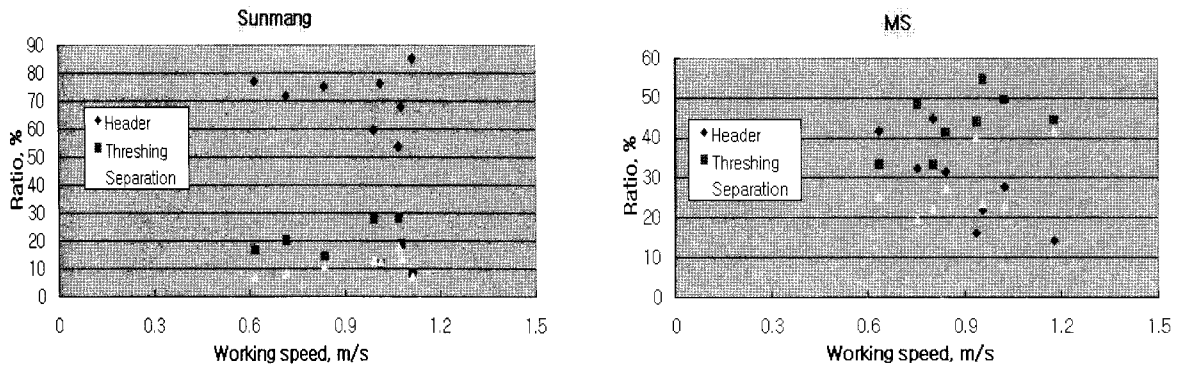 Sunmang
90
80
70
60
50
40
30
20
10
0
Ratio, %
Header
Threshing
Separation
0 0.3 0.6 0.9 1.2 1.5
Working speed, m/s
MS
60
50
40
30
20
10
0
Ratio, %
Header
Threshing
Separation
0 0.3 0.6 0.9 1.2 1.5
Working speed, m/s